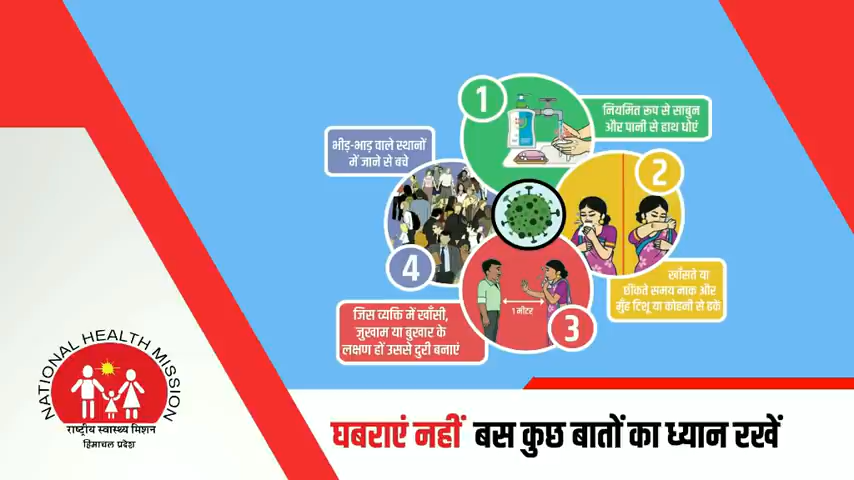 1
नियमित रूप से साबुन
और पानी से हाथ धोएं
2
खाँसते या
छींकते समय नाक और
मुँह टिशू या कोहनी से ढकें
1 मीटर
3
जिस व्यक्ति में खाँसी,
जुखाम या बुखार के
लक्षण हों उससे दुरी बनाएं
4
भीड़-भाड़ वाले स्थानों
में जाने से बचे
NATIONAL HEALTH MISSION
राष्ट्रीय स्वास्थ्य मिशन
हिमाचल प्रदेश
घबराएं नहीं बस कुछ बातों का ध्यान रखें